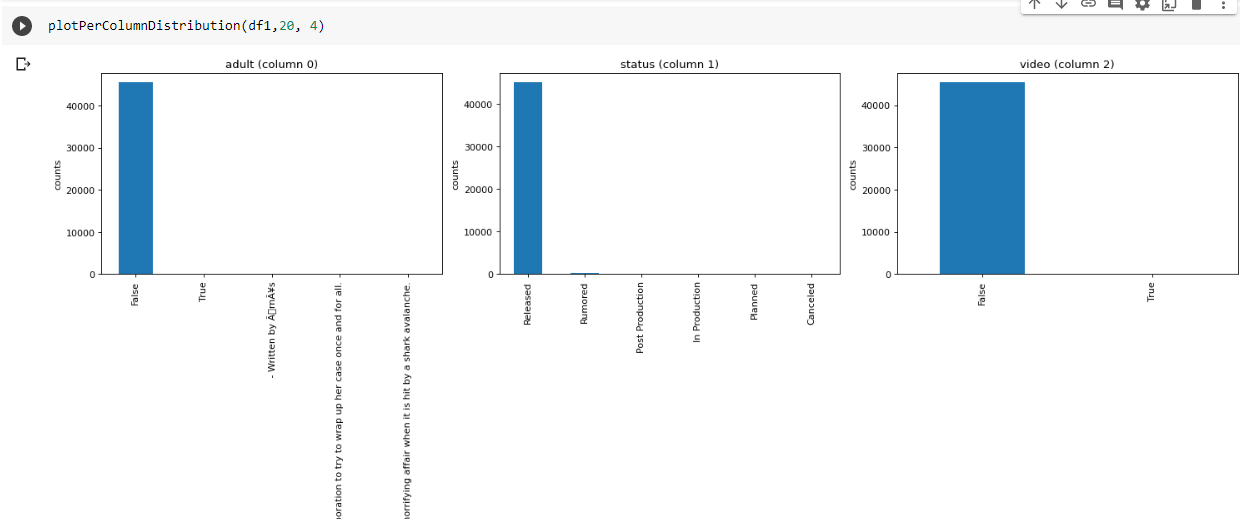 plotPerColumnDistribution(df1,20, 4)
adult (column 0)
counts
40000
30000
20000
10000
0
False
True
to try to wrap up her case once and for all.
affair when it is hit by a shark avalanche.
- Written by
status (column 1)
counts
40000
30000
20000
10000
0
Released
Rumored
Post Production
In Production
Planned
Canceled
video (column 2)
counts
40000
30000
20000
10000
0
False
True